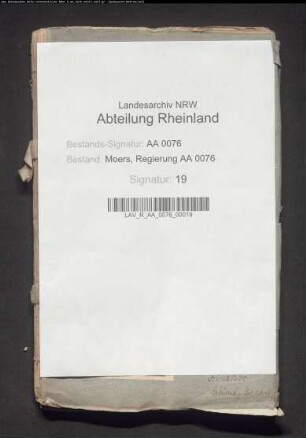 Landesarchiv NRW
Abteilung Rheinland
Bestands-Signatur: AA 0076
Bestand: Moers, Regierung AA 0076
Signatur: 19
LAV_R_AA_0076_00019